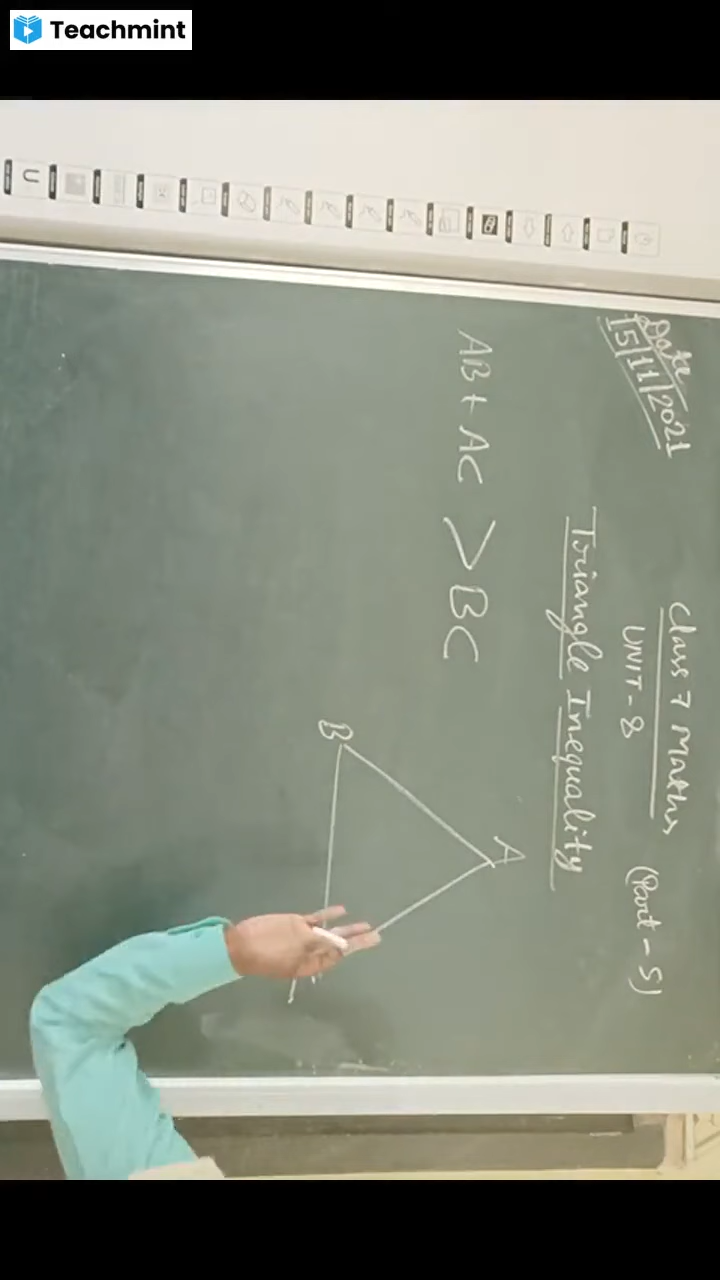 Teachmint
Date
15/11/2021
Class 7 Maths
UNIT-8 (Part-5)
Triangle Inequality
AB + AC > BC
A
B
U